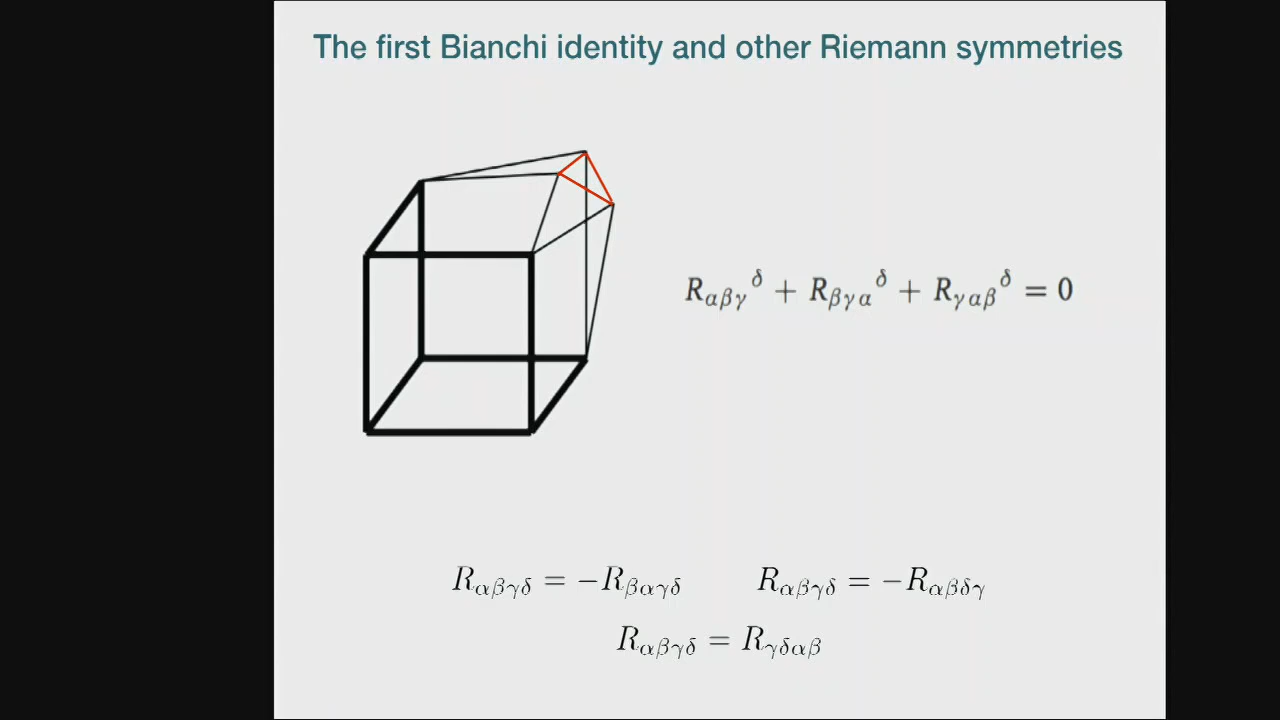 The first Bianchi identity and other Riemann symmetries
R_{αβγ}^δ + R_{βγα}^δ + R_{γαβ}^δ = 0
R_{αβγδ} = −R_{βαγδ} R_{αβγδ} = −R_{αβδγ}
R_{αβγδ} = R_{γδαβ}